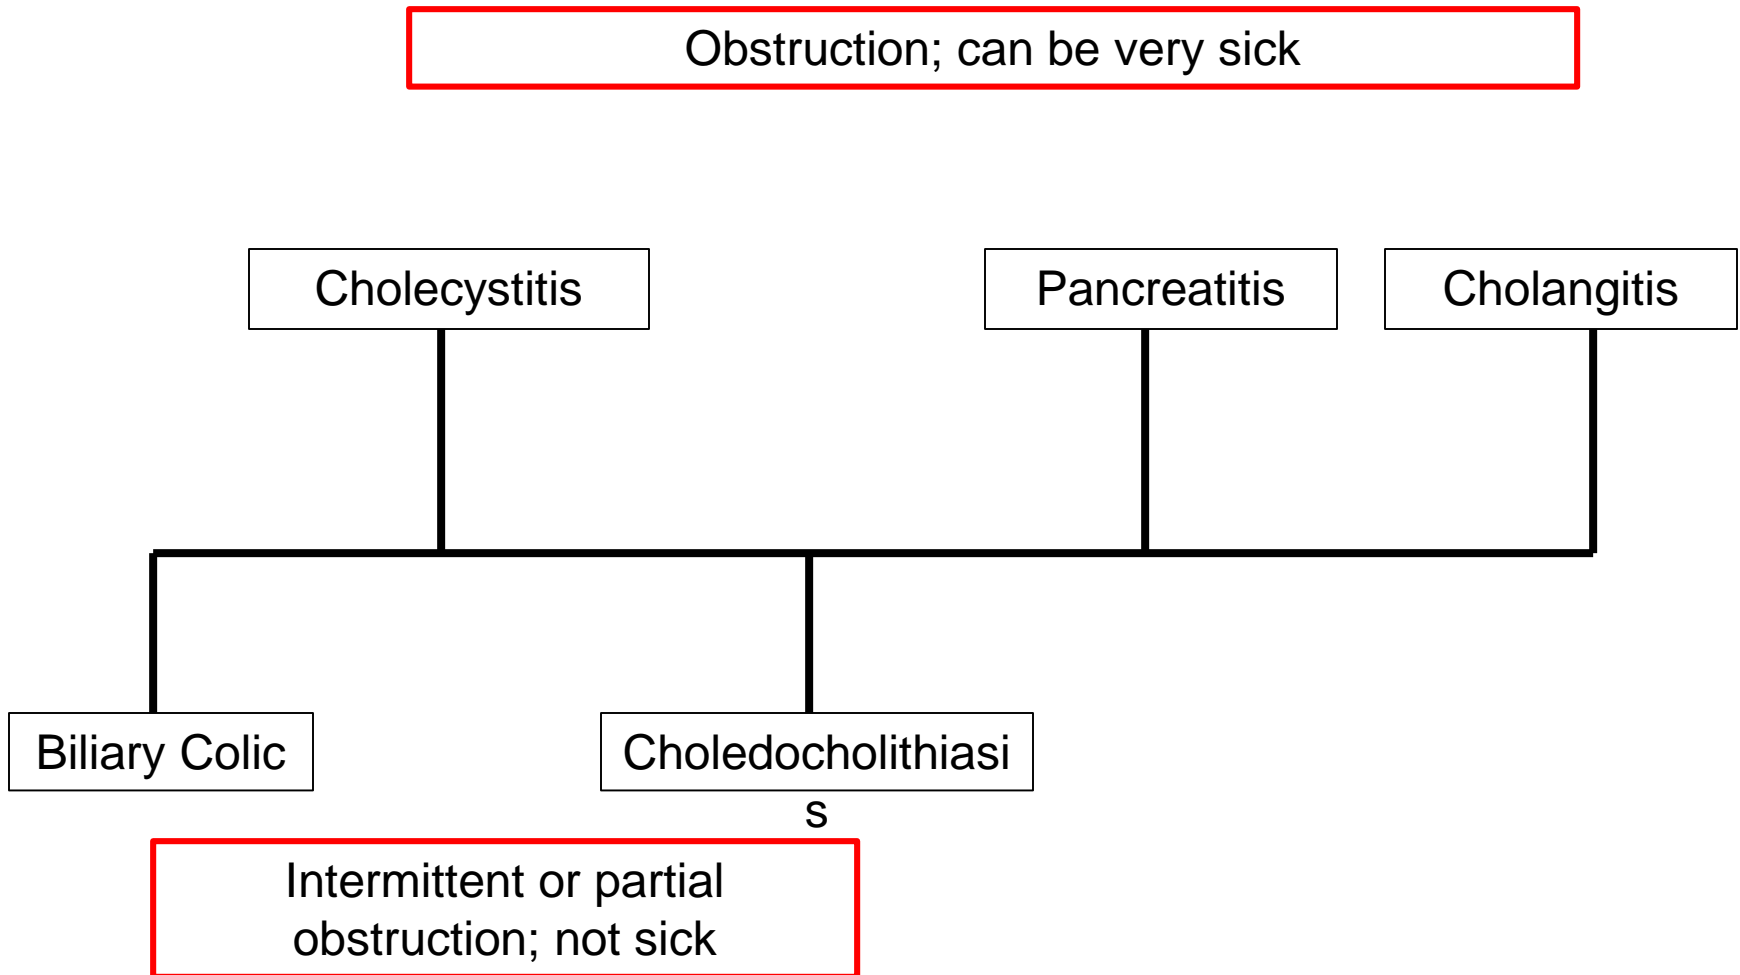 Obstruction; can be very sick
Cholecystitis
Pancreatitis
Cholangitis
Biliary Colic
Choledocholithiasi
s
Intermittent or partial
obstruction; not sick